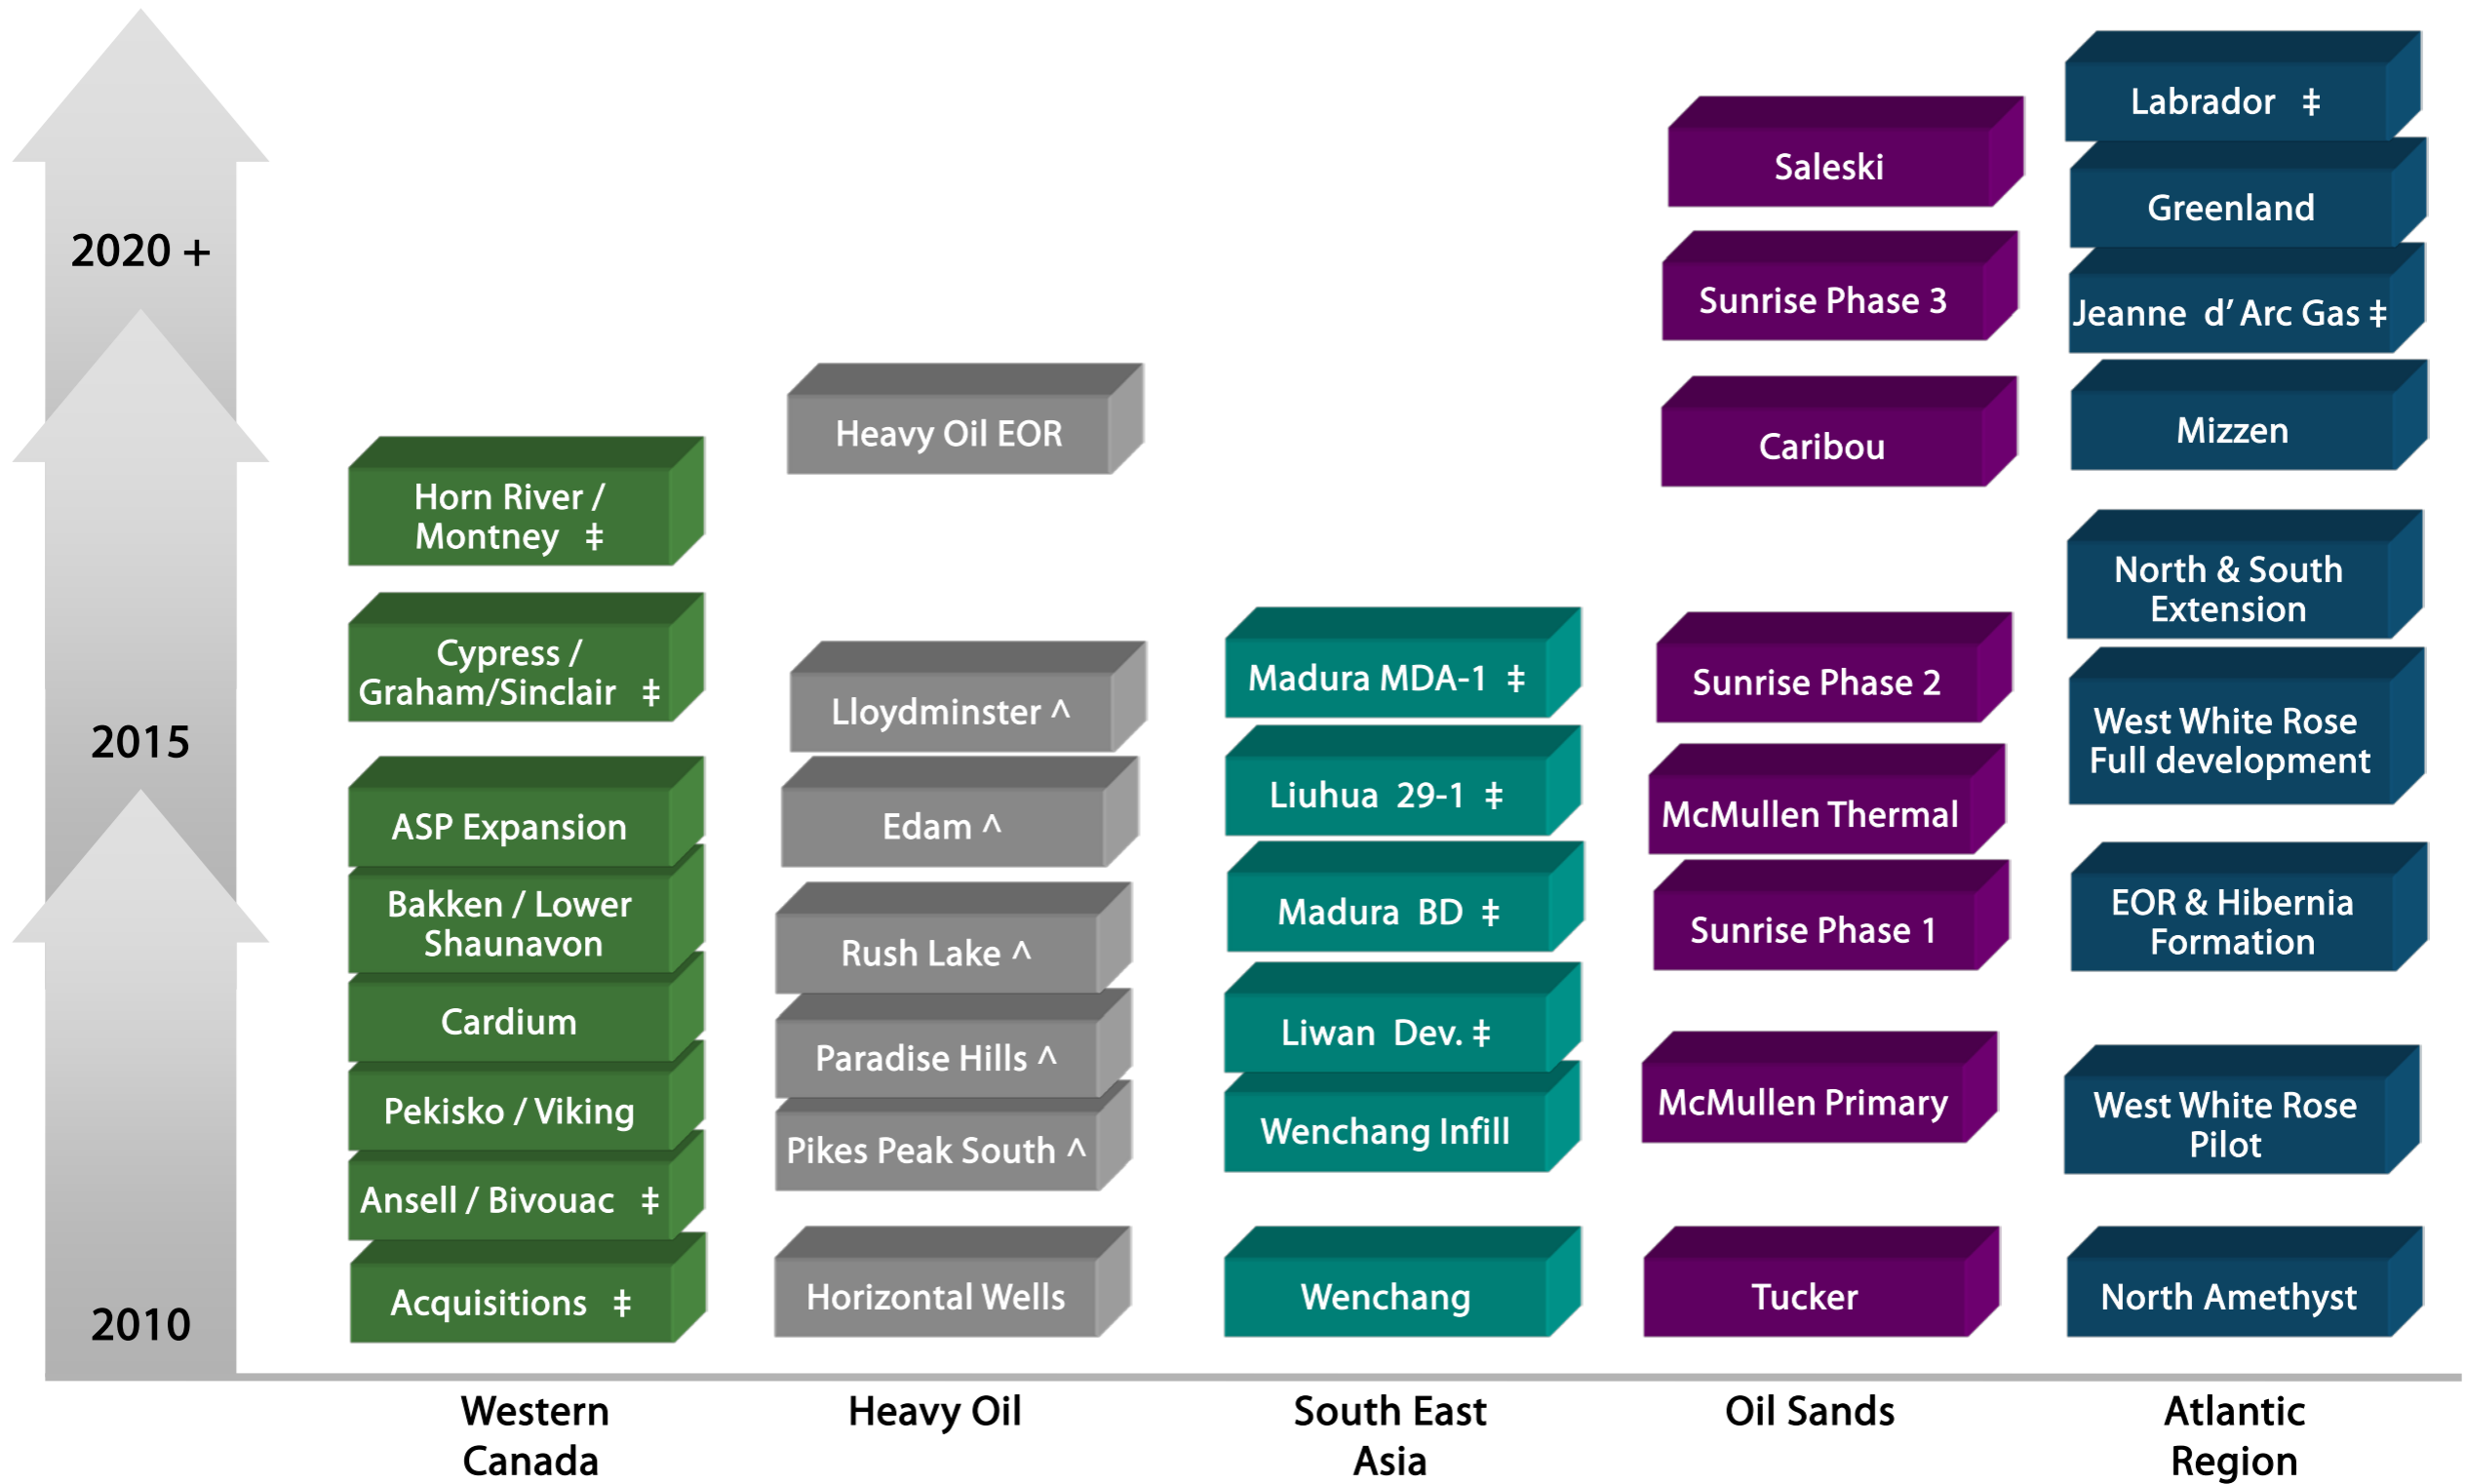 2020 +
2015
2010
Horn River /
Montney ‡
Cypress /
Graham/Sinclair ‡
ASP Expansion
Bakken / Lower
Shaunavon
Cardium
Pekisko / Viking
Ansell / Bivouac ‡
Acquisitions ‡
Western
Canada
Heavy Oil EOR
Lloydminster ^
Edam ^
Rush Lake ^
Paradise Hills ^
Pikes Peak South ^
Horizontal Wells
Heavy Oil
Madura MDA-1 ‡
Liuhua 29-1 ‡
Madura BD ‡
Liwan Dev. ‡
Wenchang Infill
Wenchang
South East
Asia
Saleski
Sunrise Phase 3
Caribou
Sunrise Phase 2
McMullen Thermal
Sunrise Phase 1
McMullen Primary
Tucker
Oil Sands
Labrador ‡
Greenland
Jeanne d’ Arc Gas ‡
Mizzen
North & South
Extension
West White Rose
Full development
EOR & Hibernia
Formation
West White Rose
Pilot
North Amethyst
Atlantic
Region